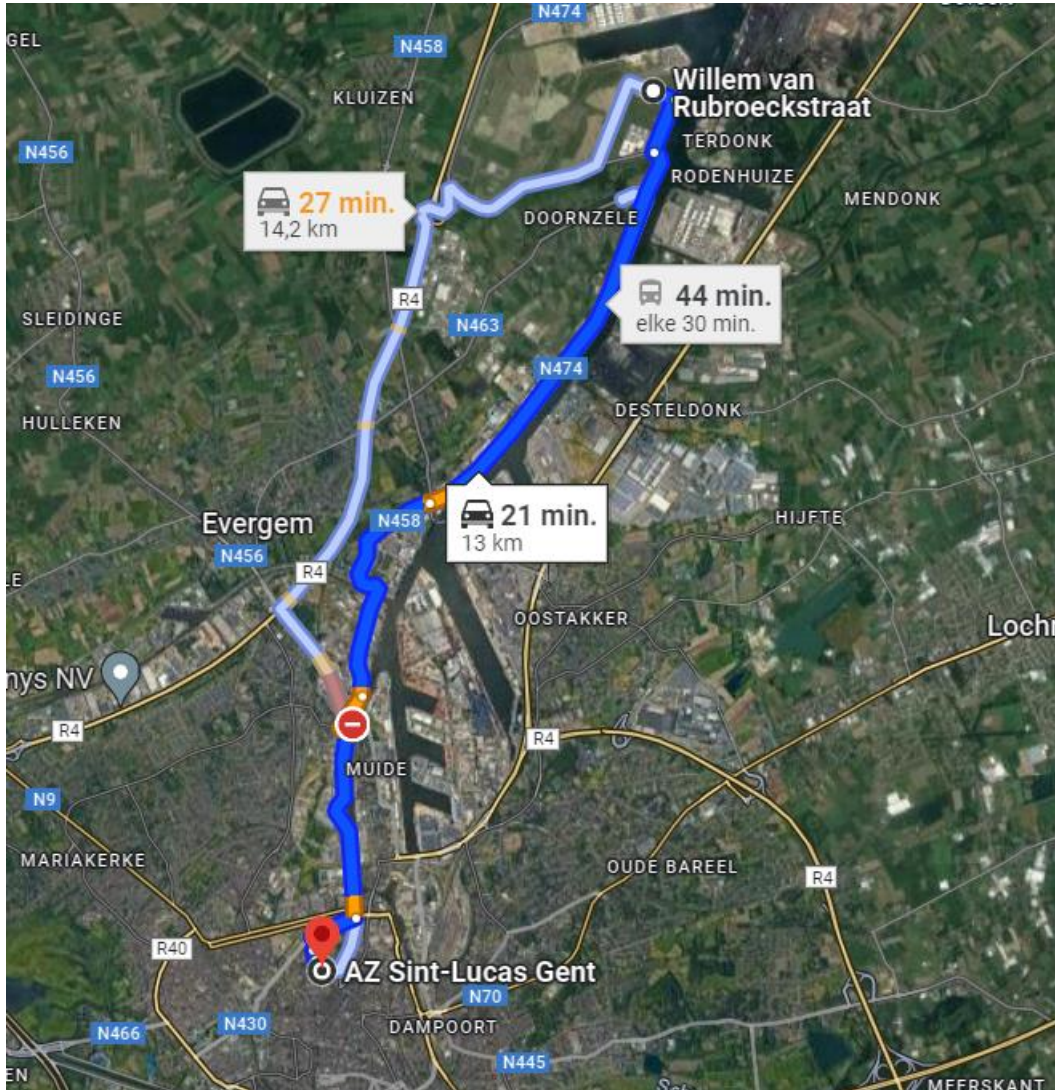 N474
GEL
N458
KLUIZEN
Willem van
Rubroeckstraat
N456
TERDONK
RODENHUIZE
MENDONK
27 min.
14,2 km
DOORNZELE
R4
44 min.
elke 30 min.
SLEIDINGE
N463
N456
N474
HULLEKEN
DESTELDONK
21 min.
13 km
Evergem
N458
HIJFTE
N456
LE
R4
OOSTAKKER
Lochr
nys NV
R4
R4
MUIDE
N9
MARIAKERKE
OUDE BAREEL
R4
R40
AZ Sint-Lucas Gent
N70
N466
N430
DAMPOORT
N445
EN
MEERSKANT